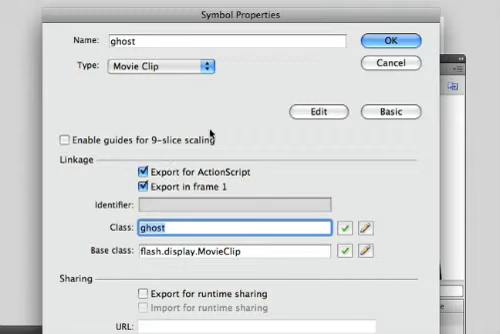 Symbol Properties
Name: ghost OK
Type: Movie Clip Cancel
Edit Basic
Enable guides for 9-slice scaling
Linkage
Export for ActionScript
Export in frame 1
Identifier:
Class: ghost
Base class: flash.display.MovieClip
Sharing
Export for runtime sharing
Import for runtime sharing
URL: